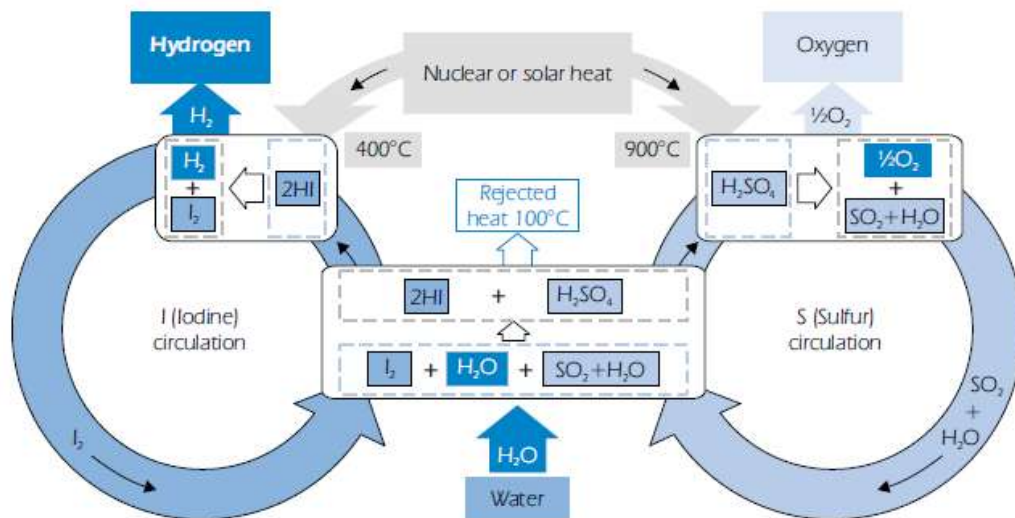 Hydrogen
Nuclear or solar heat
Oxygen
H₂
½O₂
400°C
900°C
H₂
+
I₂
2HI
H₂SO₄
½O₂
+
SO₂+H₂O
Rejected
heat 100°C
2HI + H₂SO₄
I₂ + H₂O + SO₂+H₂O
I (Iodine)
circulation
S (Sulfur)
circulation
I₂
SO₂
+
H₂O
H₂O
Water